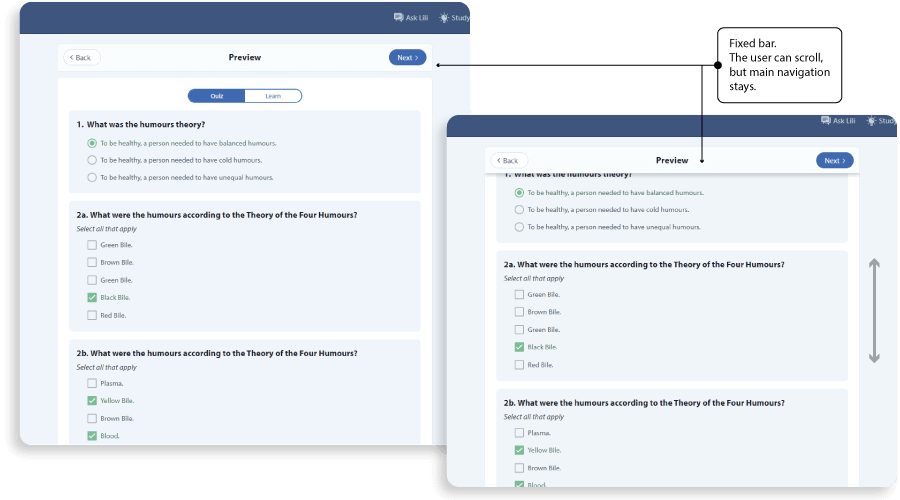 Ask Lili
Study
Back
Preview
Next
Quiz
Learn
1. What was the humours theory?
To be healthy, a person needed to have balanced humours.
To be healthy, a person needed to have cold humours.
To be healthy, a person needed to have unequal humours.
2a. What were the humours according to the Theory of the Four Humours?
Select all that apply
Green Bile.
Brown Bile.
Green Bile.
Black Bile.
Red Bile.
2b. What were the humours according to the Theory of the Four Humours?
Select all that apply
Plasma.
Yellow Bile.
Brown Bile.
Blood.
Fixed bar.
The user can scroll,
but main navigation
stays.
Ask Lili
Study
Back
Preview
Next
1. What was the humours theory?
To be healthy, a person needed to have balanced humours.
To be healthy, a person needed to have cold humours.
To be healthy, a person needed to have unequal humours.
2a. What were the humours according to the Theory of the Four Humours?
Select all that apply
Green Bile.
Brown Bile.
Green Bile.
Black Bile.
Red Bile.
2b. What were the humours according to the Theory of the Four Humours?
Select all that apply
Plasma.
Yellow Bile.
Brown Bile.
Blood.